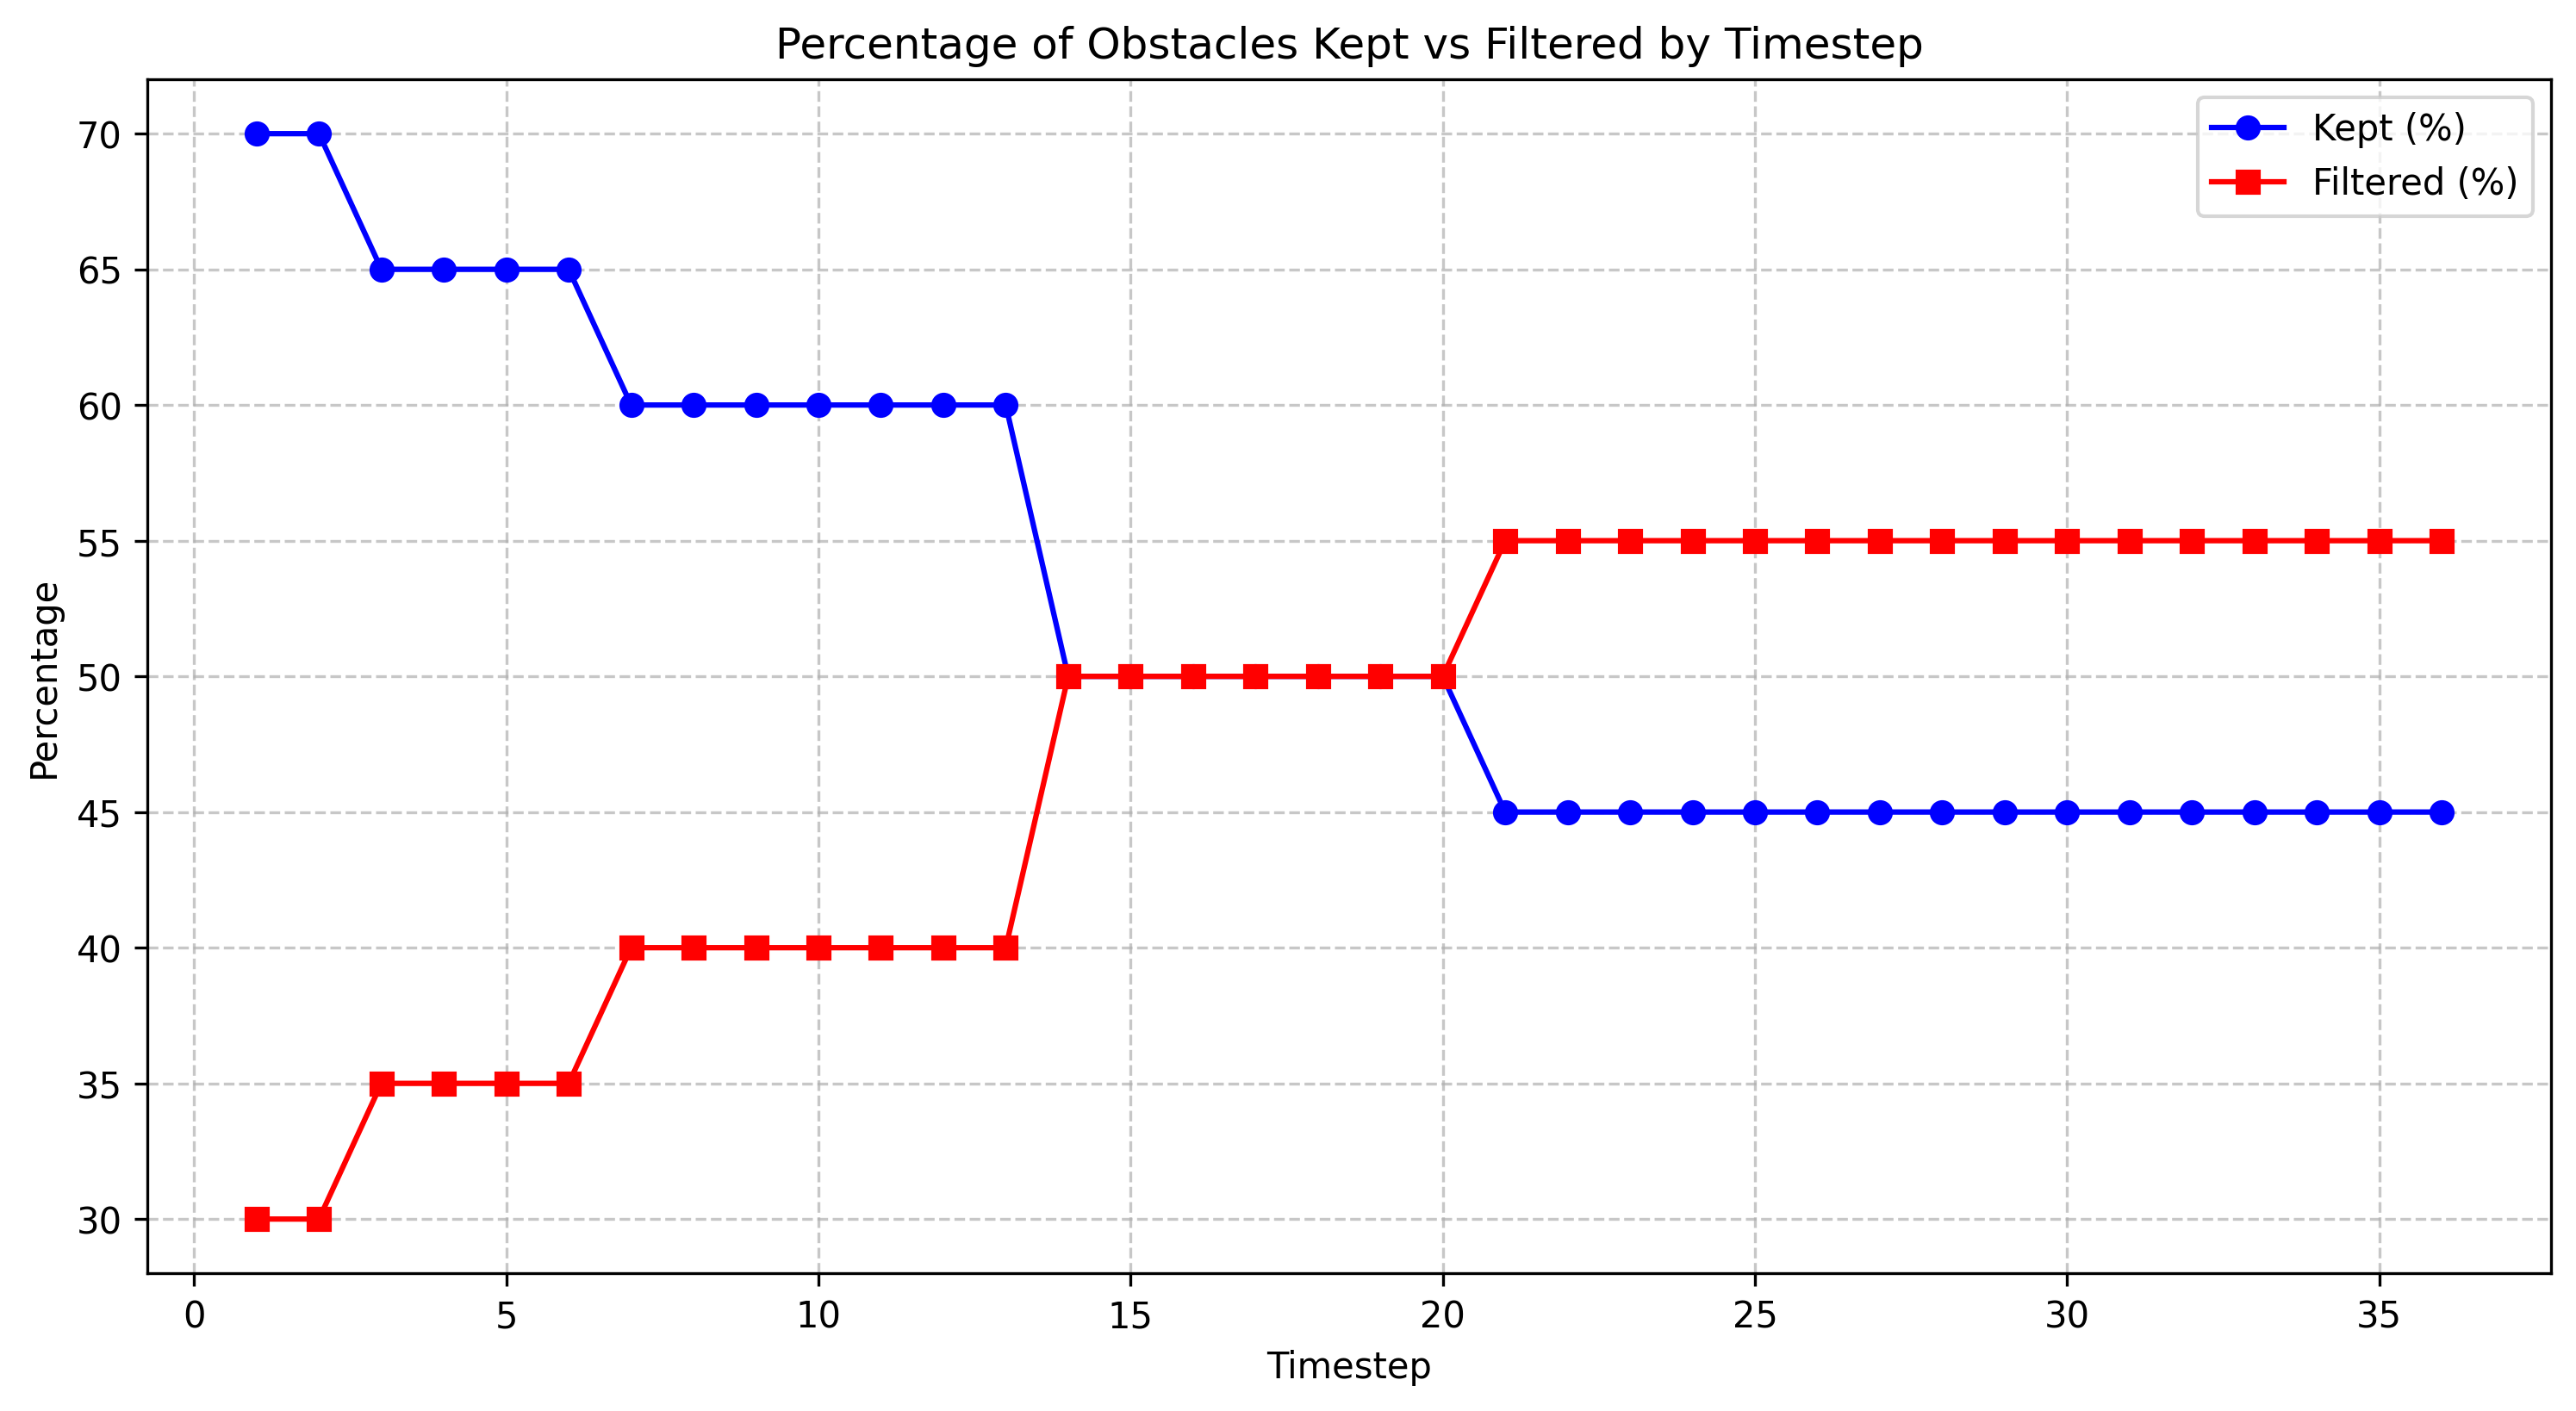 Percentage of Obstacles Kept vs Filtered by Timestep
Kept (%)
Filtered (%)
70
65
60
55
50
45
40
35
30
Percentage
0 5 10 15 20 25 30 35
Timestep